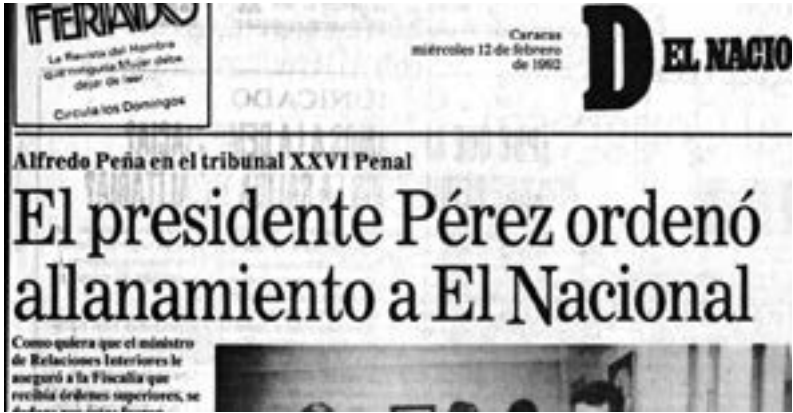 FERIADO
La Revista del Hombre
que ninguna Mujer debe
dejar de leer
Circula los Domingos
Caracas
miércoles 12 de febrero
de 1992
D EL NACIO
Alfredo Peña en el tribunal XXVI Penal
El presidente Pérez ordenó
allanamiento a El Nacional
Como quiera que el ministro
de Relaciones Interiores le
aseguró a la Fiscalía que
recibía órdenes superiores, se